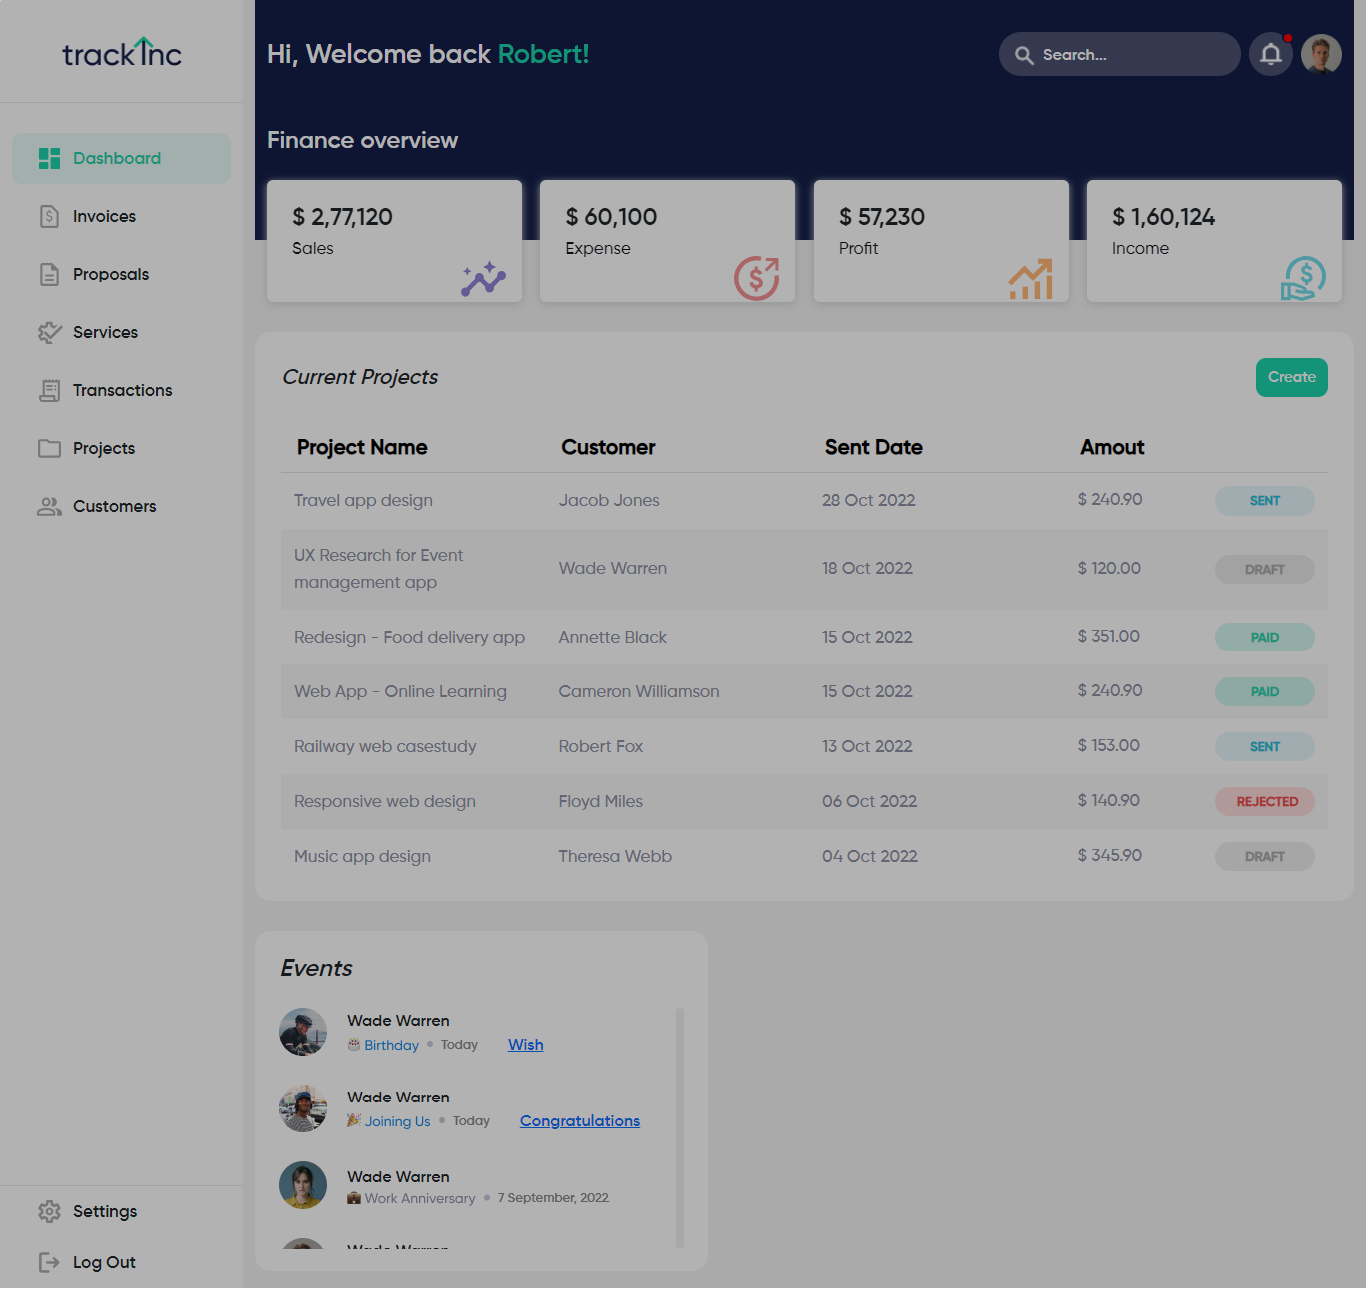 track Inc
Hi, Welcome back Robert!
Search...
Dashboard
Invoices
Proposals
Services
Transactions
Projects
Customers
Settings
Log Out
Finance overview
$ 2,77,120
Sales
$ 60,100
Expense
$ 57,230
Profit
$ 1,60,124
Income
Current Projects
Create
Project Name Customer Sent Date Amout
Travel app design Jacob Jones 28 Oct 2022 $ 240.90 SENT
UX Research for Event
management app Wade Warren 18 Oct 2022 $ 120.00 DRAFT
Redesign - Food delivery app Annette Black 15 Oct 2022 $ 351.00 PAID
Web App - Online Learning Cameron Williamson 15 Oct 2022 $ 240.90 PAID
Railway web casestudy Robert Fox 13 Oct 2022 $ 153.00 SENT
Responsive web design Floyd Miles 06 Oct 2022 $ 140.90 REJECTED
Music app design Theresa Webb 04 Oct 2022 $ 345.90 DRAFT
Events
Wade Warren
Birthday • Today Wish
Wade Warren
Joining Us • Today Congratulations
Wade Warren
Work Anniversary • 7 September, 2022